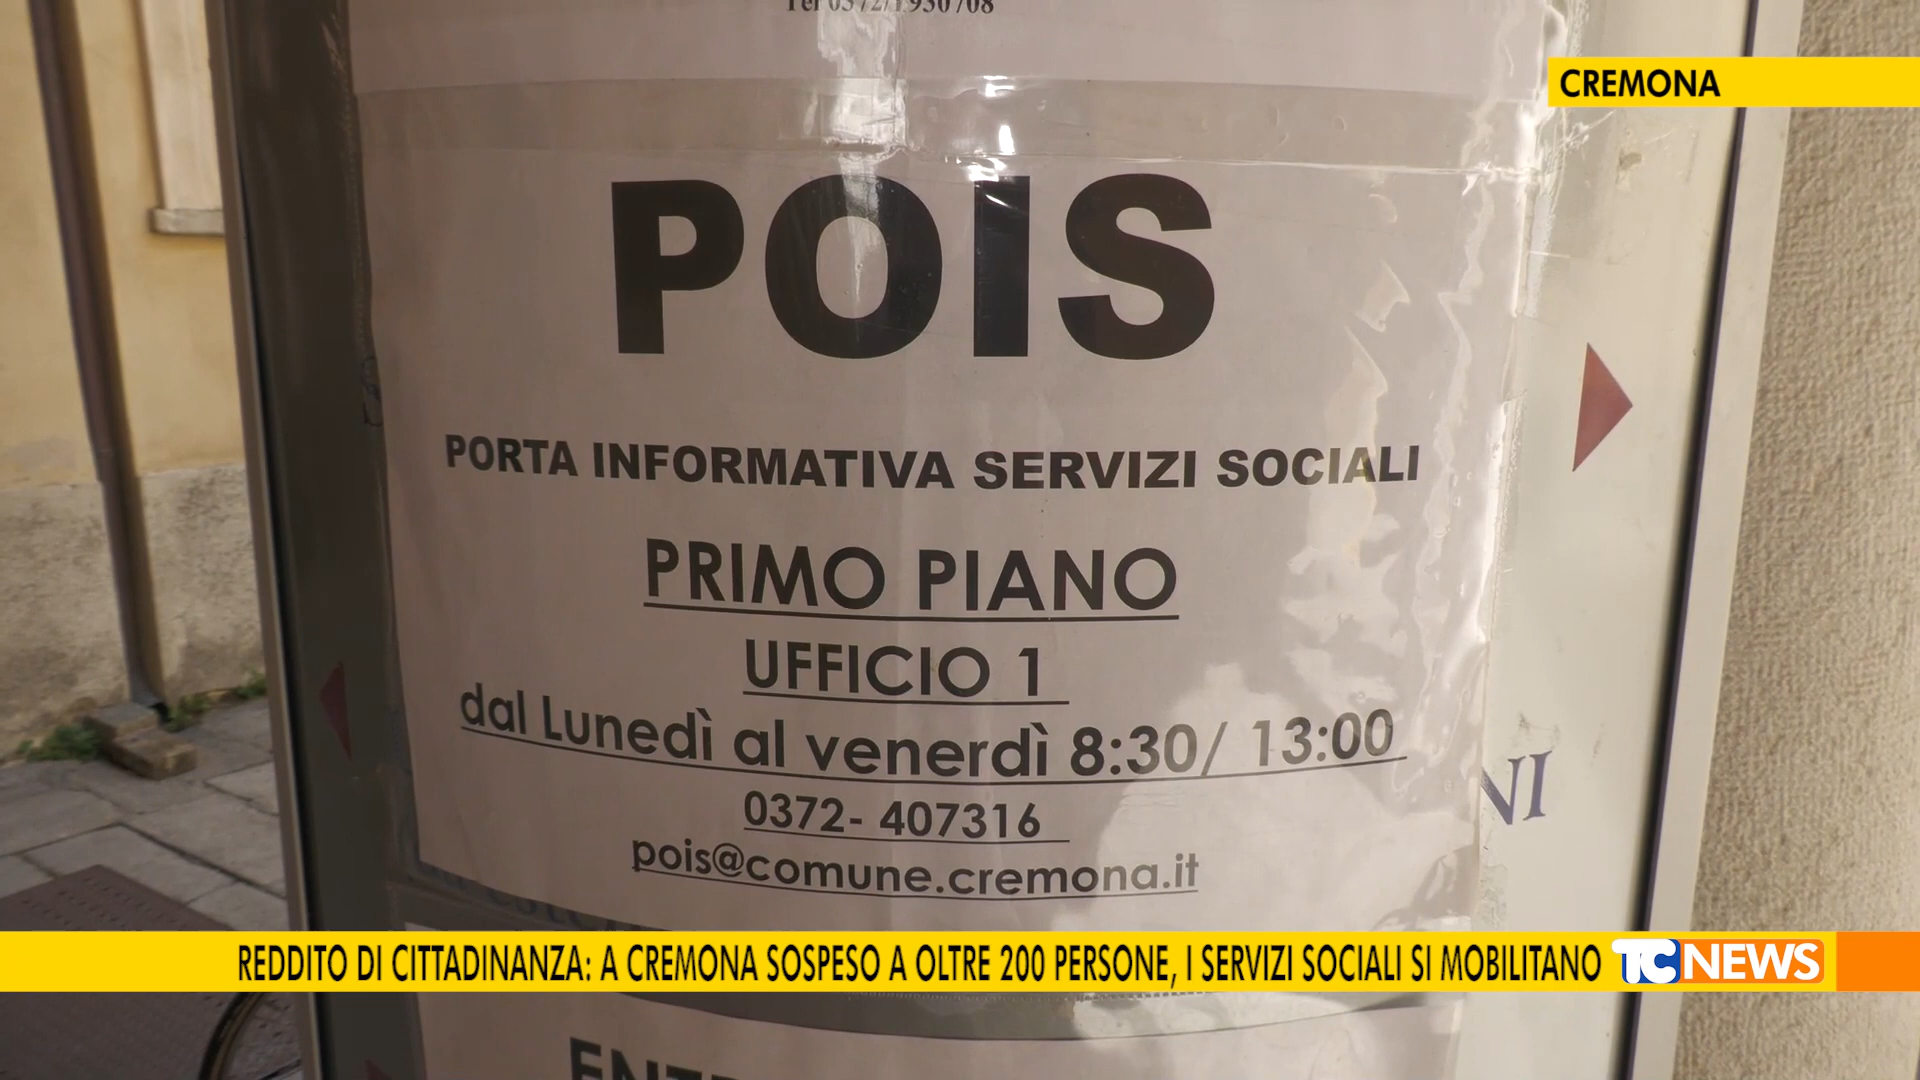 CREMONA
POIS
PORTA INFORMATIVA SERVIZI SOCIALI
PRIMO PIANO
UFFICIO 1
dal Lunedì al venerdì 8:30/ 13:00
0372- 407316
pois@comune.cremona.it
NI
REDDITO DI CITTADINANZA: A CREMONA SOSPESO A OLTRE 200 PERSONE, I SERVIZI SOCIALI SI MOBILITANO
TC NEWS